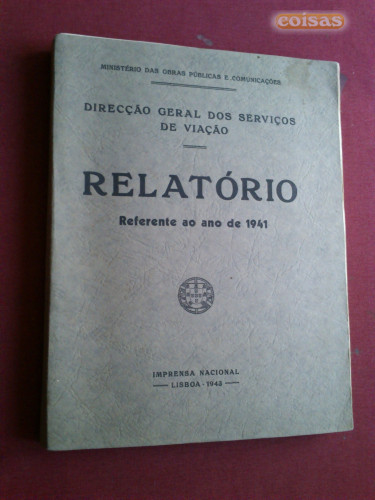 coisas
MINISTÉRIO DAS OBRAS PÚBLICAS E COMUNICAÇÕES
DIRECÇÃO GERAL DOS SERVIÇOS
DE VIAÇÃO
RELATÓRIO
Referente ao ano de 1941
IMPRENSA NACIONAL
LISBOA - 1942